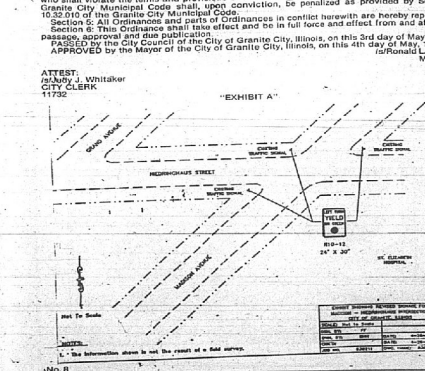 Granite City Municipal Code shall, upon conviction, be penalized as provided by
10.32.010 of the Granite City Municipal Code.
Section 5: All Ordinances and parts of Ordinances in conflict herewith are hereby rep
Section 6: This Ordinance shall take effect and be in full force and effect from and a
passage, approval and due publication.
PASSED by the City Council of the City of Granite City, Illinois, on this 3rd day of May
APPROVED by the Mayor of the City of Granite City, Illinois, on this 4th day of May,
/s/Ronald L.
M
ATTEST:
/s/Judy J. Whitaker
CITY CLERK
11732
"EXHIBIT A"
GRAND AVENUE
EXISTING
TRAFFIC SIGNAL
EXISTING
TRAFFIC SIGNAL
NIEDRINGHAUS STREET
EXISTING
TRAFFIC SIGNAL
LEFT TURN
YIELD
ON GREEN
R10-12
24" X 30"
MADISON AVENUE
ST. ELIZABETH
HOSPITAL
Not To Scale
NOTES:
1. The information shown is not the result of a field survey.
CITY OF GRANITE
No. 8